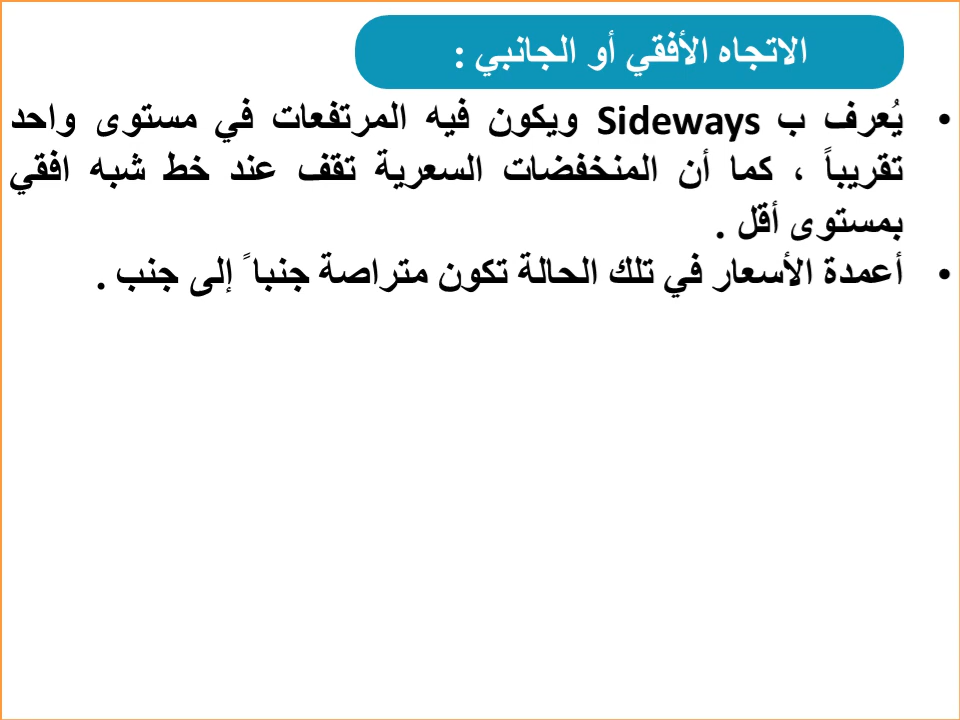 الاتجاه الأفقي أو الجانبي :
• يُعرف ب Sideways ويكون فيه المرتفعات في مستوى واحد
تقريباً ، كما أن المنخفضات السعرية تقف عند خط شبه افقي
بمستوى أقل .
• أعمدة الأسعار في تلك الحالة تكون متراصة جنبا ً إلى جنب .